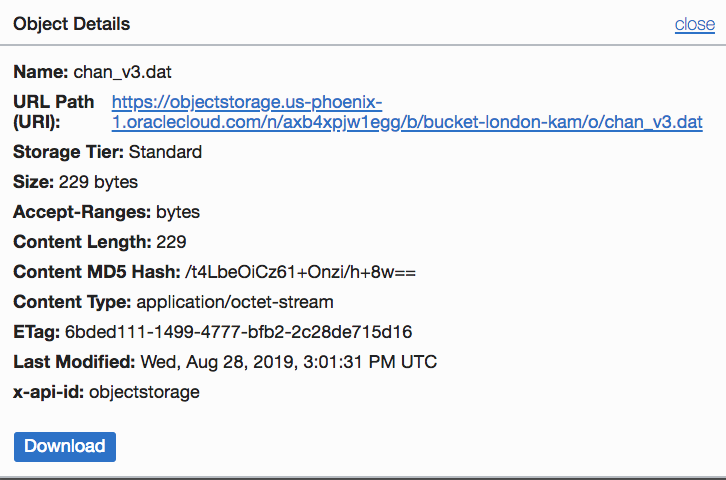 Object Details
close
Name: chan_v3.dat
URL Path https://objectstorage.us-phoenix-
(URI): 1.oraclecloud.com/n/axb4xpjw1egg/b/bucket-london-kam/o/chan_v3.dat
Storage Tier: Standard
Size: 229 bytes
Accept-Ranges: bytes
Content Length: 229
Content MD5 Hash: /t4LbeOiCz61+Onzi/h+8w==
Content Type: application/octet-stream
ETag: 6bded111-1499-4777-bfb2-2c28de715d16
Last Modified: Wed, Aug 28, 2019, 3:01:31 PM UTC
x-api-id: objectstorage
Download